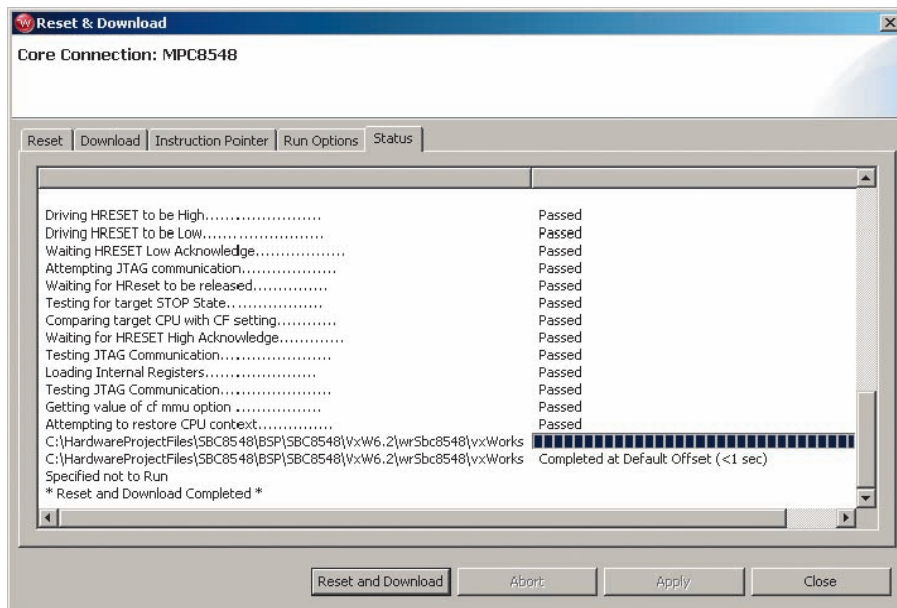 Reset & Download
Core Connection: MPC8548
Reset Download Instruction Pointer Run Options Status
Driving HRESET to be High....................... Passed
Driving HRESET to be Low........................ Passed
Waiting HRESET Low Acknowledge.................. Passed
Attempting JTAG communication................... Passed
Waiting for HReset to be released............... Passed
Testing for target STOP State................... Passed
Comparing target CPU with CF setting............ Passed
Waiting for HRESET High Acknowledge............. Passed
Testing JTAG Communication...................... Passed
Loading Internal Registers...................... Passed
Testing JTAG Communication...................... Passed
Getting value of cf mmu option ................. Passed
Attempting to restore CPU context............... Passed
C:\HardwareProjectFiles\SBC8548\BSP\SBC8548\VxW6.2\wrSbc8548\vxWorks
C:\HardwareProjectFiles\SBC8548\BSP\SBC8548\VxW6.2\wrSbc8548\vxWorks Completed at Default Offset (<1 sec)
Specified not to Run
* Reset and Download Completed *
Reset and Download Abort Apply Close